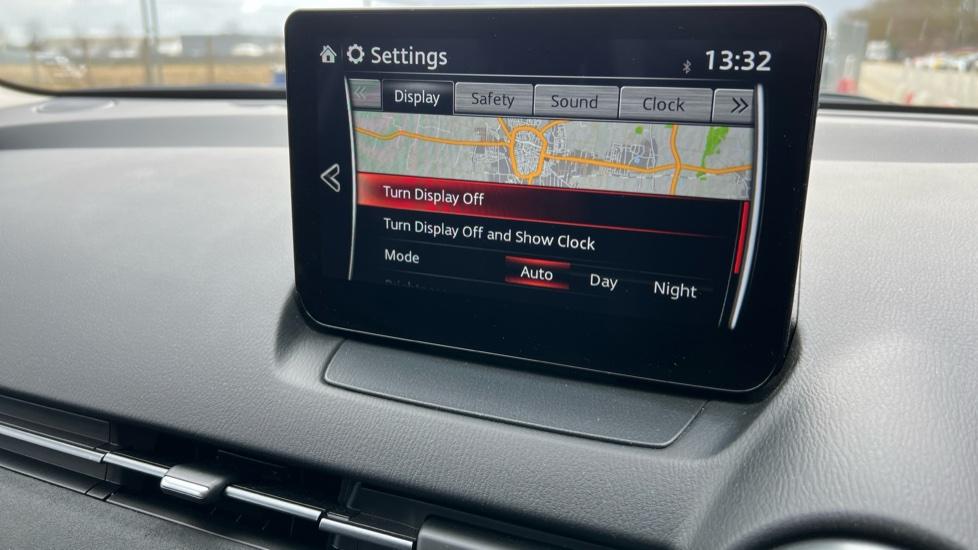 Settings 13:32
Display Safety Sound Clock
Turn Display Off
Turn Display Off and Show Clock
Mode Auto Day Night